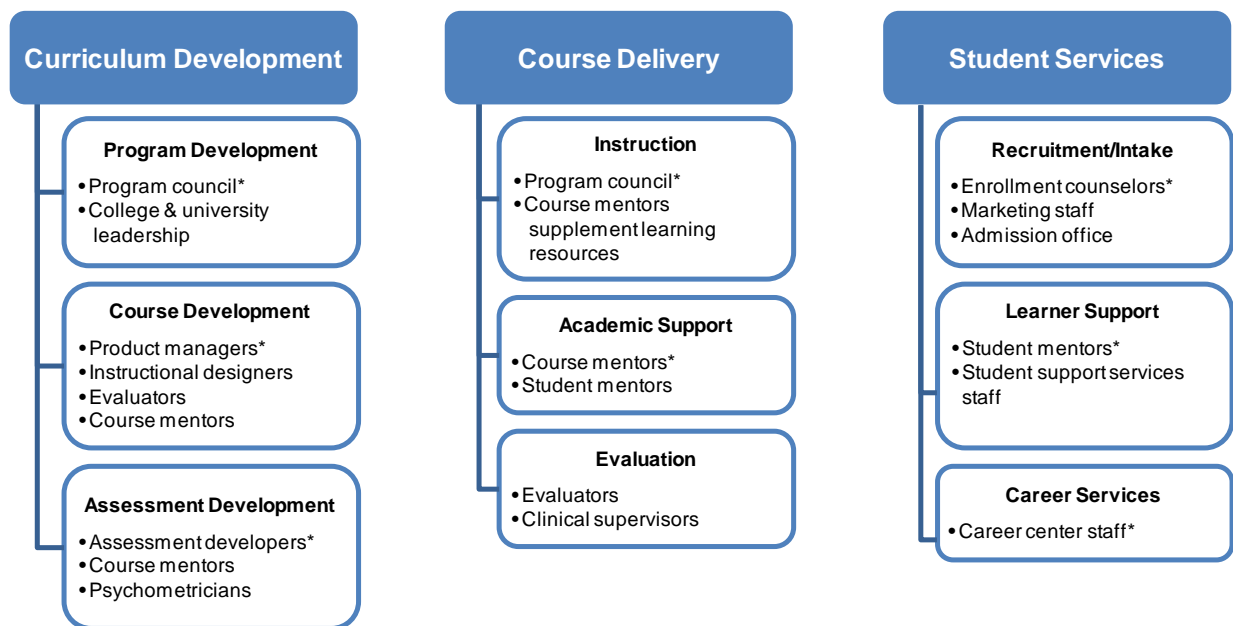 Curriculum Development
Program Development
•Program council*
•College & university
leadership
Course Development
•Product managers*
•Instructional designers
•Evaluators
•Course mentors
Assessment Development
•Assessment developers*
•Course mentors
•Psychometricians
Course Delivery
Instruction
•Program council*
•Course mentors
supplement learning
resources
Academic Support
•Course mentors*
•Student mentors
Evaluation
•Evaluators
•Clinical supervisors
Student Services
Recruitment/Intake
•Enrollment counselors*
•Marketing staff
•Admission office
Learner Support
•Student mentors*
•Student support services
staff
Career Services
•Career center staff*